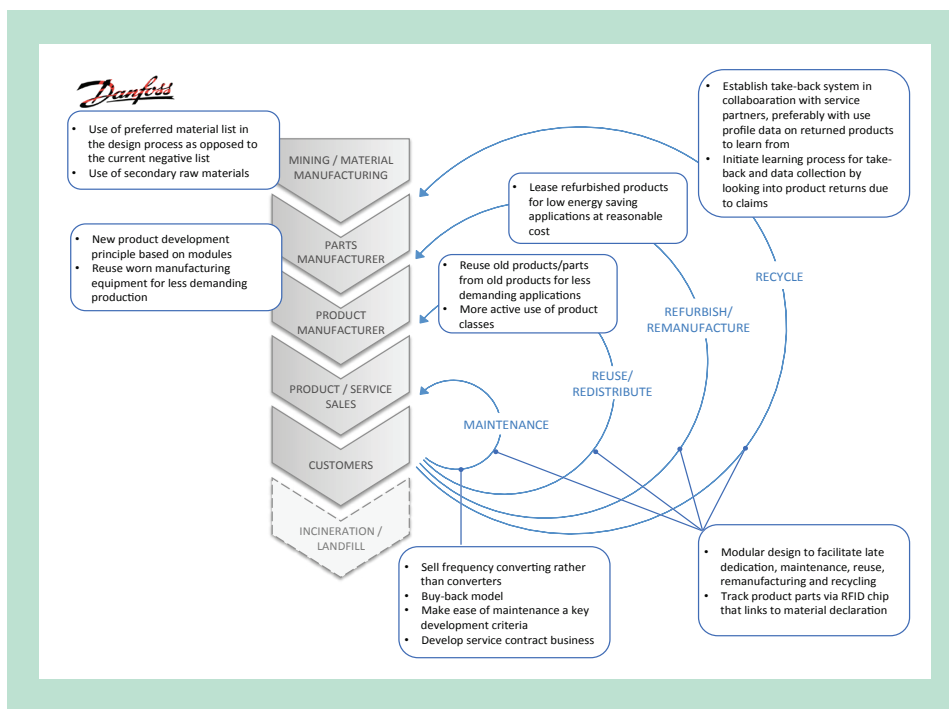 Danfoss
• Use of preferred material list in
the design process as opposed to
the current negative list
• Use of secondary raw materials
• New product development
principle based on modules
• Reuse worn manufacturing
equipment for less demanding
production
MINING / MATERIAL
MANUFACTURING
PARTS
MANUFACTURER
PRODUCT
MANUFACTURER
PRODUCT / SERVICE
SALES
CUSTOMERS
INCINERATION /
LANDFILL
• Establish take-back system in
collaboaration with service
partners, preferably with use
profile data on returned products
to learn from
• Initiate learning process for take-
back and data collection by
looking into product returns due
to claims
• Lease refurbished products
for low energy saving
applications at reasonable
cost
• Reuse old products/parts
from old products for less
demanding applications
• More active use of product
classes
RECYCLE
REFURBISH/
REMANUFACTURE
REUSE/
REDISTRIBUTE
MAINTENANCE
• Sell frequency converting rather
than converters
• Buy-back model
• Make ease of maintenance a key
development criteria
• Develop service contract business
• Modular design to facilitate late
dedication, maintenance, reuse,
remanufacturing and recycling
• Track product parts via RFID chip
that links to material declaration